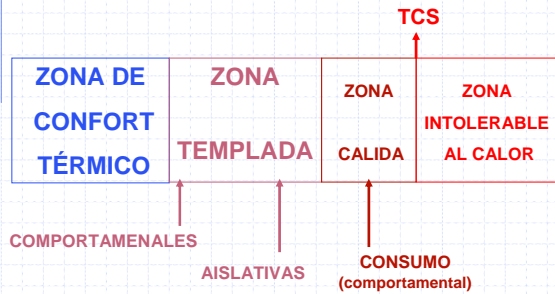 TCS
ZONA DE
CONFORT
TÉRMICO
ZONA
TEMPLADA
ZONA
CALIDA
ZONA
INTOLERABLE
AL CALOR
COMPORTAMENALES
AISLATIVAS
CONSUMO
(comportamental)